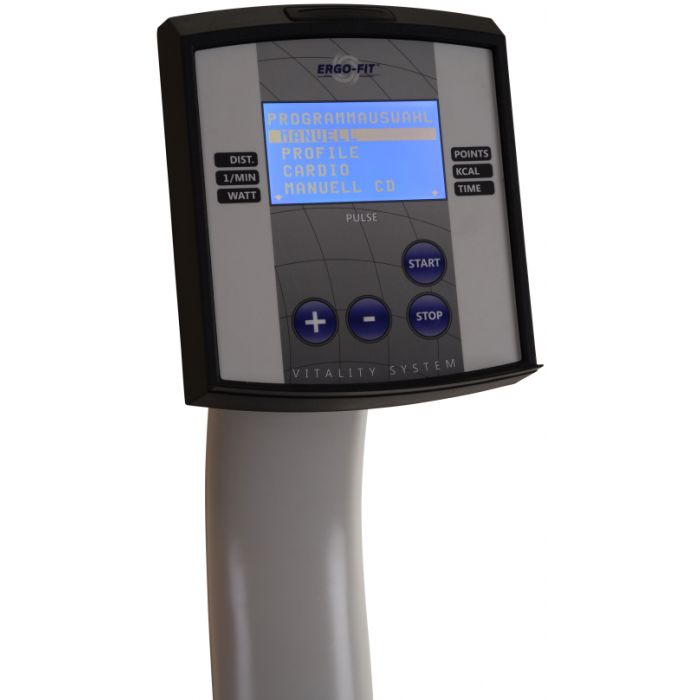 ERGO-FIT
PROGRAMMAUSWAHL
MANUELL
PROFILE
CARDIO
MANUELL CD
DIST.
1/MIN
WATT
POINTS
KCAL
TIME
PULSE
START
+
-
STOP
VITALITY SYSTEM